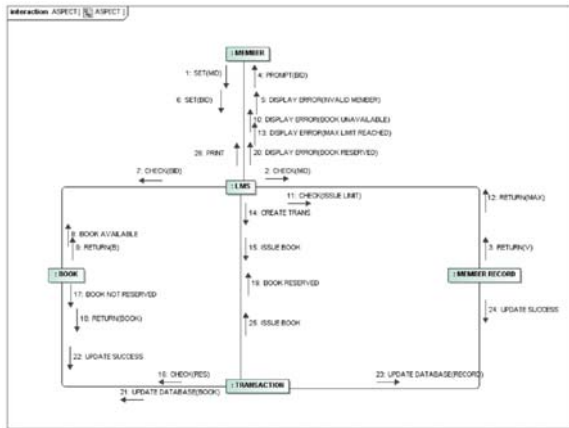 interaction ASPECT[ ASPECT ]
: MEMBER
1: SET(MID)
4: PROMPT(BID)
6: SET(BID)
5: DISPLAY ERROR(INVALID MEMBER)
10: DISPLAY ERROR(BOOK UNAVAILABLE)
13: DISPLAY ERROR(MAX LIMIT REACHED)
26: PRINT
20: DISPLAY ERROR(BOOK RESERVED)
7: CHECK(BID)
2: CHECK(MID)
: LMS
11: CHECK(ISSUE LIMIT)
12: RETURN(MAX)
14: CREATE TRANS
8: BOOK AVAILABLE
9: RETURN(B)
15: ISSUE BOOK
3: RETURN(V)
: BOOK
: MEMBER RECORD
17: BOOK NOT RESERVED
19: BOOK RESERVED
18: RETURN(BOOK)
24: UPDATE SUCCESS
25: ISSUE BOOK
22: UPDATE SUCCESS
16: CHECK(RES)
23: UPDATE DATABASE(RECORD)
: TRANSACTION
21: UPDATE DATABASE(BOOK)